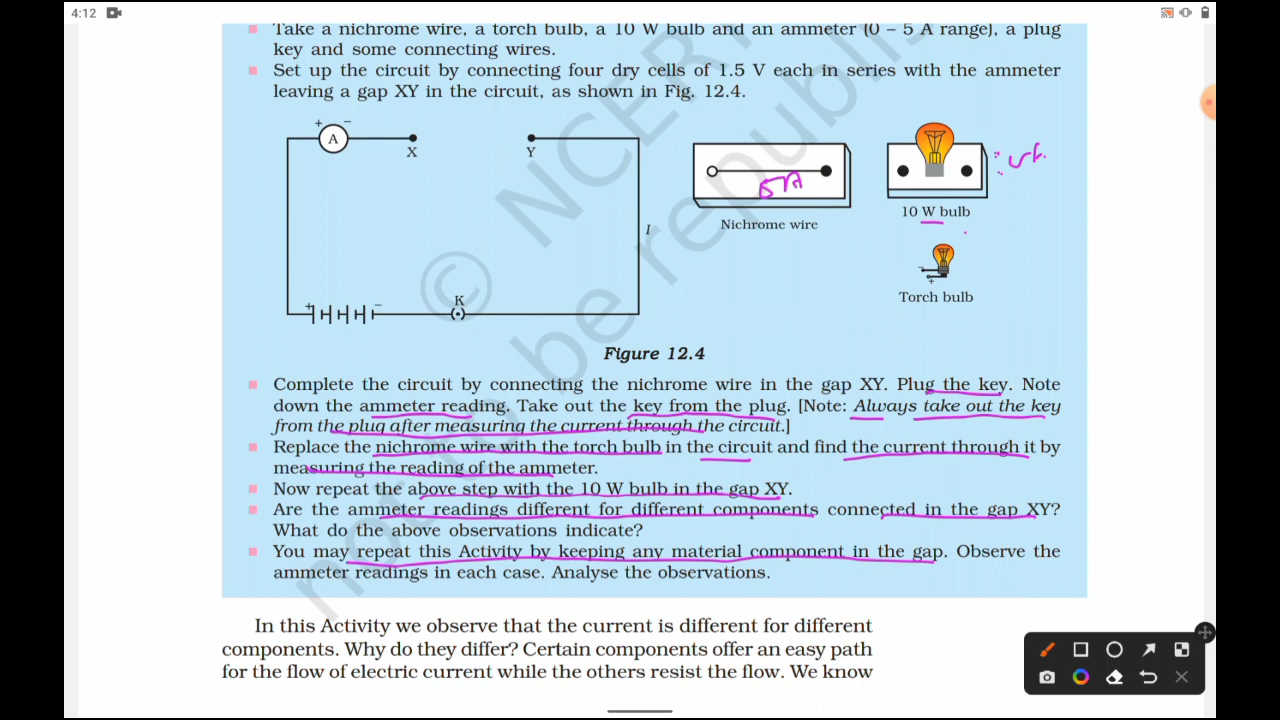 4:12
Take a nichrome wire, a torch bulb, a 10 W bulb and an ammeter (0 – 5 A range), a plug
key and some connecting wires.
Set up the circuit by connecting four dry cells of 1.5 V each in series with the ammeter
leaving a gap XY in the circuit, as shown in Fig. 12.4.
+ –
A
X
Y
I
+ –
K
5A
Nichrome wire
10 W bulb
– +
Torch bulb
Figure 12.4
Complete the circuit by connecting the nichrome wire in the gap XY. Plug the key. Note
down the ammeter reading. Take out the key from the plug. [Note: Always take out the key
from the plug after measuring the current through the circuit.]
Replace the nichrome wire with the torch bulb in the circuit and find the current through it by
measuring the reading of the ammeter.
Now repeat the above step with the 10 W bulb in the gap XY.
Are the ammeter readings different for different components connected in the gap XY?
What do the above observations indicate?
You may repeat this Activity by keeping any material component in the gap. Observe the
ammeter readings in each case. Analyse the observations.
© NCERT
not to be republis
In this Activity we observe that the current is different for different
components. Why do they differ? Certain components offer an easy path
for the flow of electric current while the others resist the flow. We know